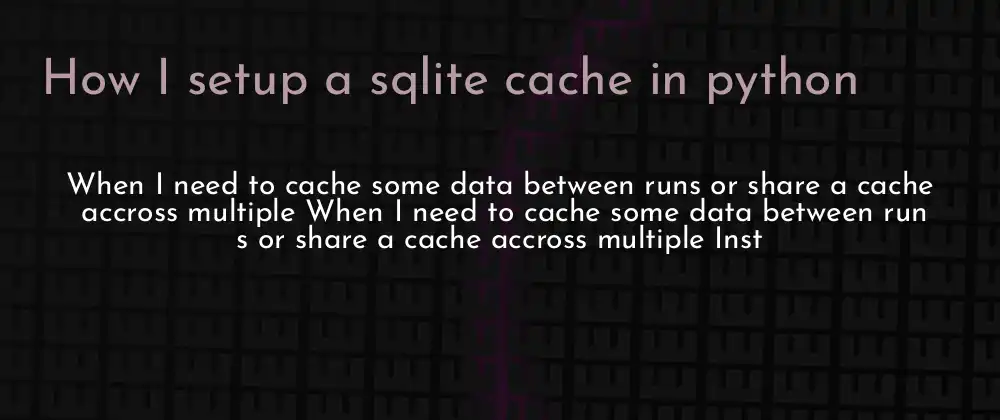 How I setup a sqlite cache in python
When I need to cache some data between runs or share a cache
accross multiple When I need to cache some data between run
s or share a cache accross multiple Inst